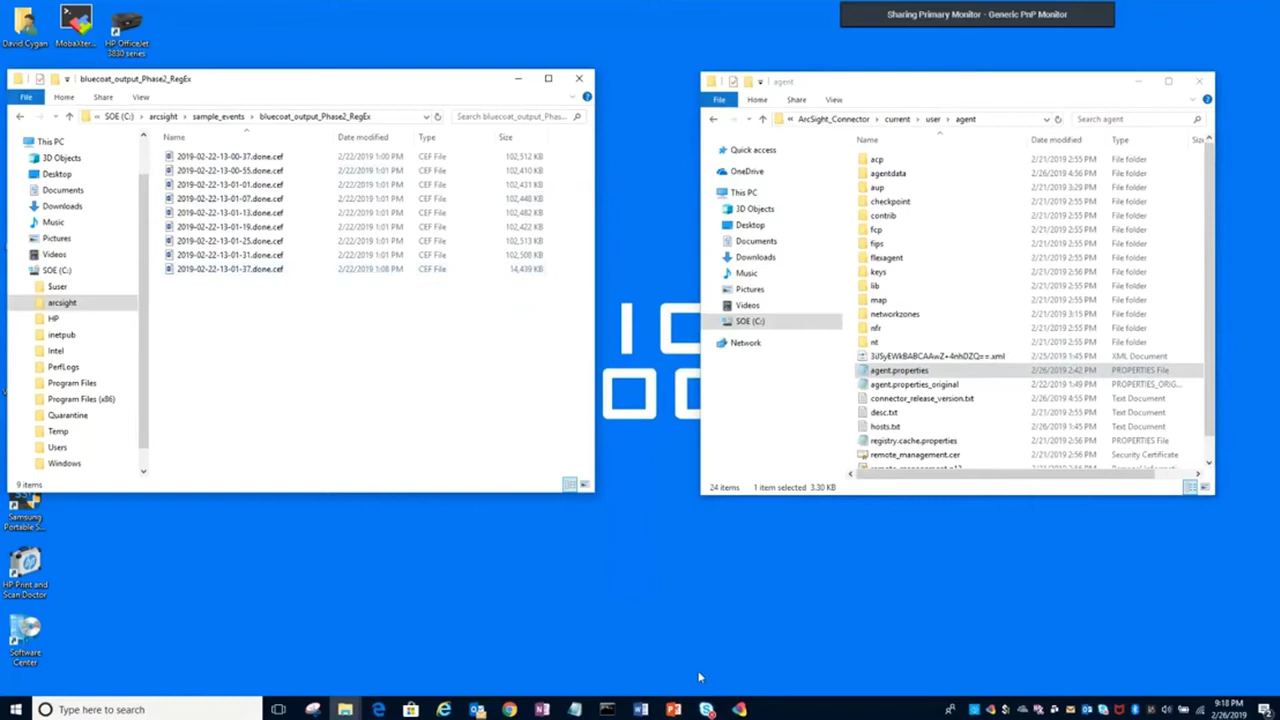 Sharing Primary Monitor - Generic PnP Monitor
David Cygan
MobaXter...
HP OfficeJet
3830 series
bluecoat_output_Phase2_RegEx
File Home Share View
« SOE (C:) > arcsight > sample_events > bluecoat_output_Phase2_RegEx
Search bluecoat_output_Phase...
Name Date modified Type Size
2019-02-22-13-00-37.done.cef 2/22/2019 1:00 PM CEF File 102,512 KB
2019-02-22-13-00-55.done.cef 2/22/2019 1:01 PM CEF File 102,410 KB
2019-02-22-13-01-01.done.cef 2/22/2019 1:01 PM CEF File 102,431 KB
2019-02-22-13-01-07.done.cef 2/22/2019 1:01 PM CEF File 102,448 KB
2019-02-22-13-01-13.done.cef 2/22/2019 1:01 PM CEF File 102,482 KB
2019-02-22-13-01-19.done.cef 2/22/2019 1:01 PM CEF File 102,422 KB
2019-02-22-13-01-25.done.cef 2/22/2019 1:01 PM CEF File 102,513 KB
2019-02-22-13-01-31.done.cef 2/22/2019 1:01 PM CEF File 102,508 KB
2019-02-22-13-01-37.done.cef 2/22/2019 1:08 PM CEF File 14,439 KB
This PC
3D Objects
Desktop
Documents
Downloads
Music
Pictures
Videos
SOE (C:)
$user
arcsight
HP
inetpub
Intel
PerfLogs
Program Files
Program Files (x86)
Quarantine
Temp
Users
Windows
9 items
agent
File Home Share View
« ArcSight_Connector > current > user > agent
Search agent
Name Date modified Type
Quick access
OneDrive
This PC
3D Objects
Desktop
Documents
Downloads
Music
Pictures
Videos
SOE (C:)
Network
acp 2/21/2019 2:55 PM File folder
agentdata 2/26/2019 4:56 PM File folder
aup 2/21/2019 3:29 PM File folder
checkpoint 2/21/2019 2:55 PM File folder
contrib 2/21/2019 2:55 PM File folder
fcp 2/21/2019 2:55 PM File folder
fips 2/21/2019 2:55 PM File folder
flexagent 2/21/2019 2:55 PM File folder
keys 2/21/2019 2:55 PM File folder
lib 2/21/2019 2:55 PM File folder
map 2/21/2019 2:55 PM File folder
networkzones 2/21/2019 3:15 PM File folder
nfr 2/21/2019 2:55 PM File folder
nt 2/21/2019 2:55 PM File folder
2/25/2019 1:45 PM XML Document
agent.properties 2/26/2019 2:42 PM PROPERTIES File
agent.properties_original 2/22/2019 1:49 PM PROPERTIES_ORIG...
connector_release_version.txt 2/26/2019 4:55 PM Text Document
desc.txt 2/21/2019 2:55 PM Text Document
hosts.txt 2/26/2019 1:45 PM Text Document
registry.cache.properties 2/21/2019 2:56 PM PROPERTIES File
remote_management.cer 2/21/2019 2:56 PM Security Certificate
24 items 1 item selected 3.30 KB
Samsung
Portable S...
HP Print and
Scan Doctor
Software
Center
Type here to search
9:18 PM
2/26/2019